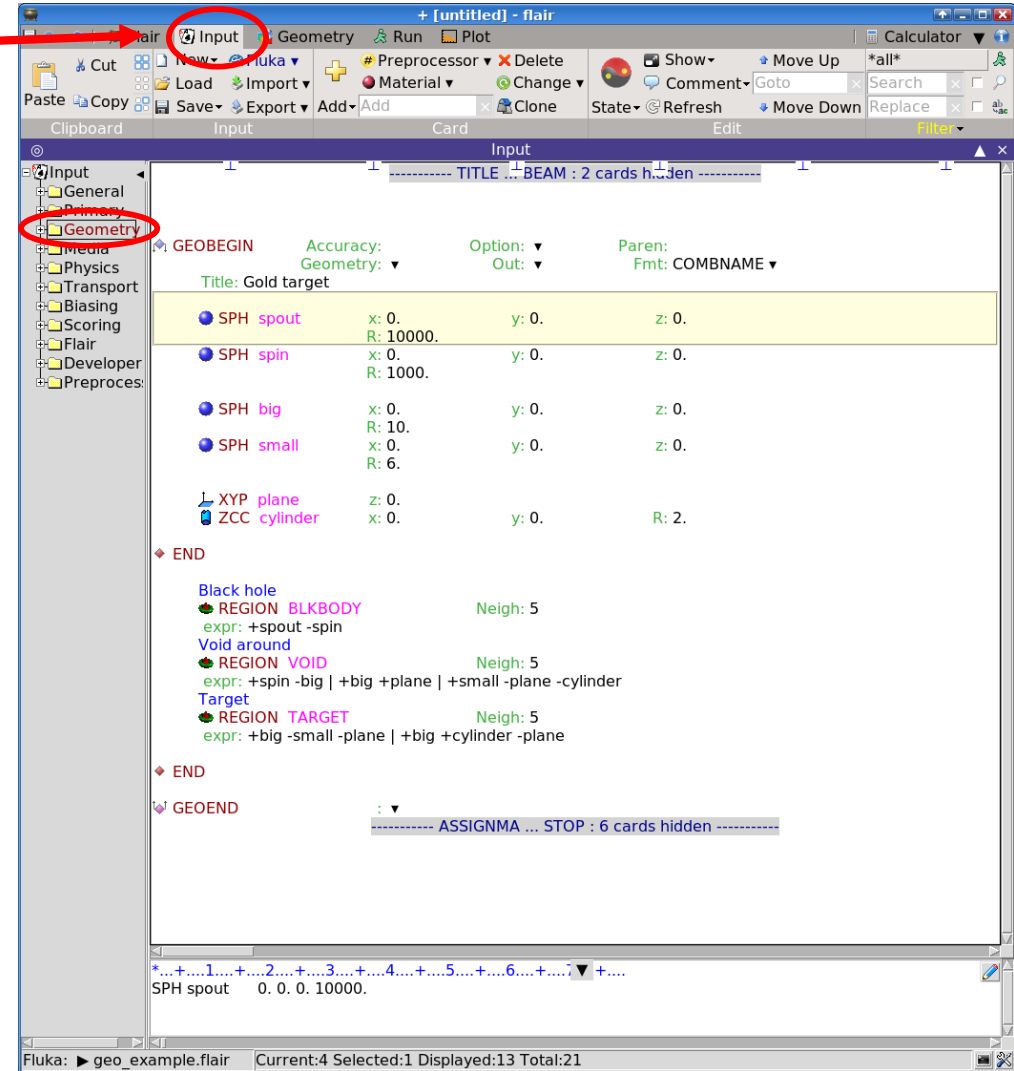 + [untitled] - flair
air Input Geometry Run Plot Calculator
Cut New Fluka # Preprocessor Delete Show Move Up *all*
Load Import Material Change Comment Goto Search
Paste Copy Save Export Add Add Clone State Refresh Move Down Replace
Clipboard Input Card Edit Filter
Input
Input
General
Primary
Geometry
Media
Physics
Transport
Biasing
Scoring
Flair
Developer
Preproces
----------- TITLE ... BEAM : 2 cards hidden -----------
GEOBEGIN Accuracy: Option: ▼ Paren:
Geometry: ▼ Out: ▼ Fmt: COMBNAME ▼
Title: Gold target
SPH spout x: 0. y: 0. z: 0.
R: 10000.
SPH spin x: 0. y: 0. z: 0.
R: 1000.
SPH big x: 0. y: 0. z: 0.
R: 10.
SPH small x: 0. y: 0. z: 0.
R: 6.
XYP plane z: 0.
ZCC cylinder x: 0. y: 0. R: 2.
END
Black hole
REGION BLKBODY Neigh: 5
expr: +spout -spin
Void around
REGION VOID Neigh: 5
expr: +spin -big | +big +plane | +small -plane -cylinder
Target
REGION TARGET Neigh: 5
expr: +big -small -plane | +big +cylinder -plane
END
GEOEND : ▼
----------- ASSIGNMA ... STOP : 6 cards hidden -----------
*...+....1....+....2....+....3....+....4....+....5....+....6....+....7 ▼ +....
SPH spout 0. 0. 0. 10000.
Fluka: ▶ geo_example.flair Current:4 Selected:1 Displayed:13 Total:21